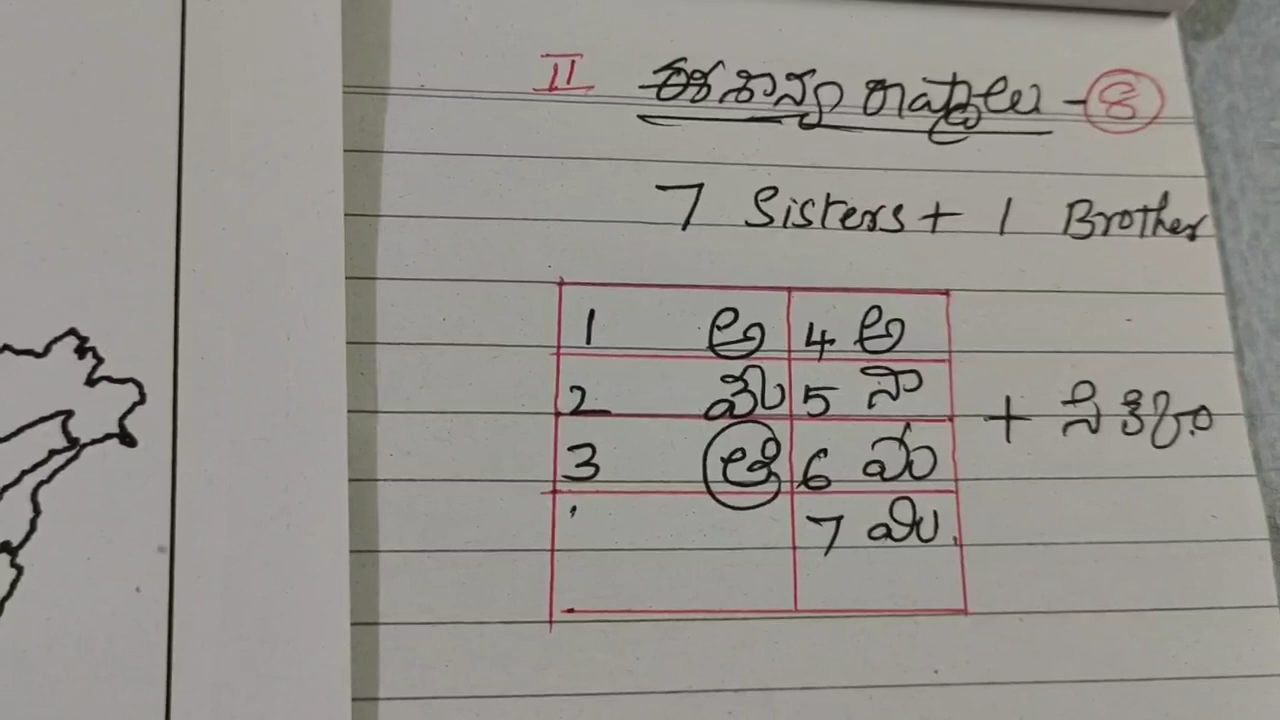 II ఈశాన్య రాష్ట్రాలు - 8
7 Sisters + 1 Brother
1 అ 4 అ
2 మే 5 నా
3 త్రి 6 మ
7 మి
+ సిక్కిం